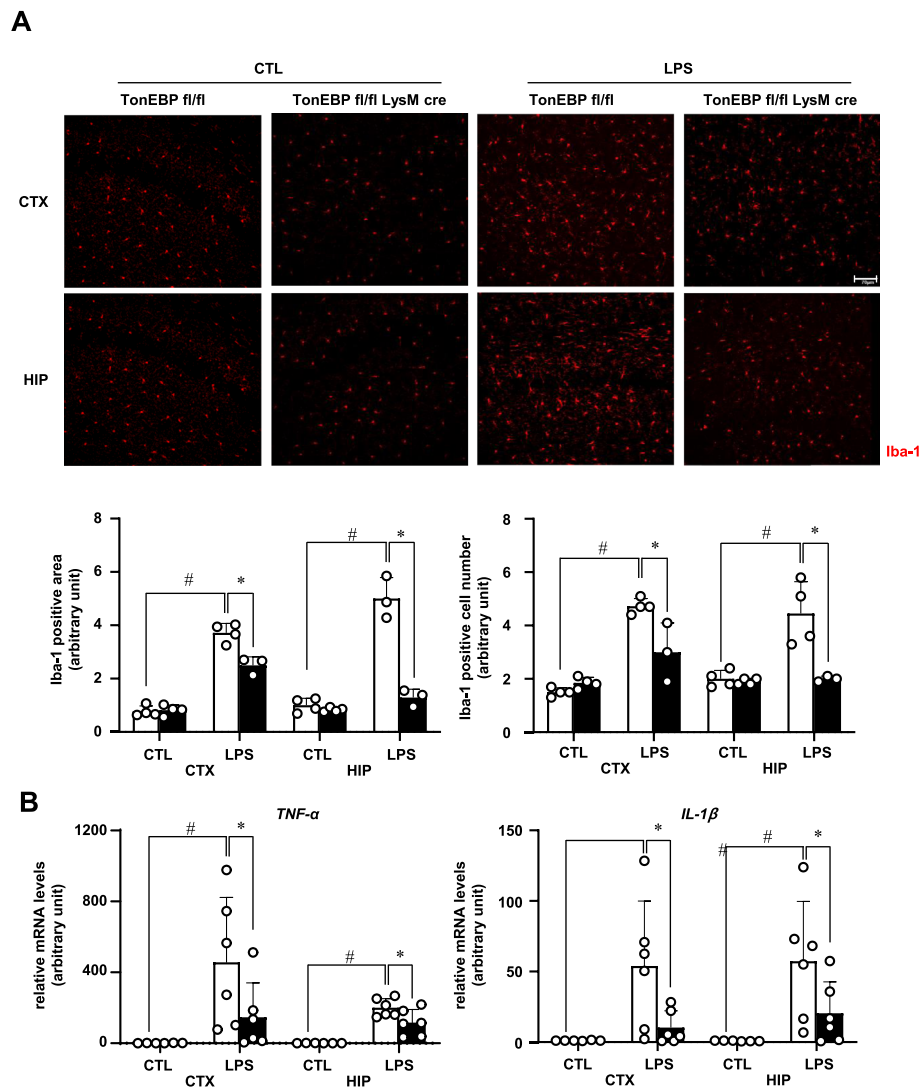 A
CTL LPS
TonEBP fl/fl TonEBP fl/fl LysM cre TonEBP fl/fl TonEBP fl/fl LysM cre
CTX
HIP
Iba-1
Iba-1 positive area
(arbitrary unit)
8
6
4
2
0
# * # *
CTL LPS CTL LPS
CTX HIP
Iba-1 positive cell number
(arbitrary unit)
8
6
4
2
0
# * # *
CTL LPS CTL LPS
CTX HIP
B
TNF-α
relative mRNA levels
(arbitrary unit)
1200
800
400
0
# * # *
CTL LPS CTL LPS
CTX HIP
IL-1β
relative mRNA levels
(arbitrary unit)
150
100
50
0
* # # *
CTL LPS CTL LPS
CTX HIP